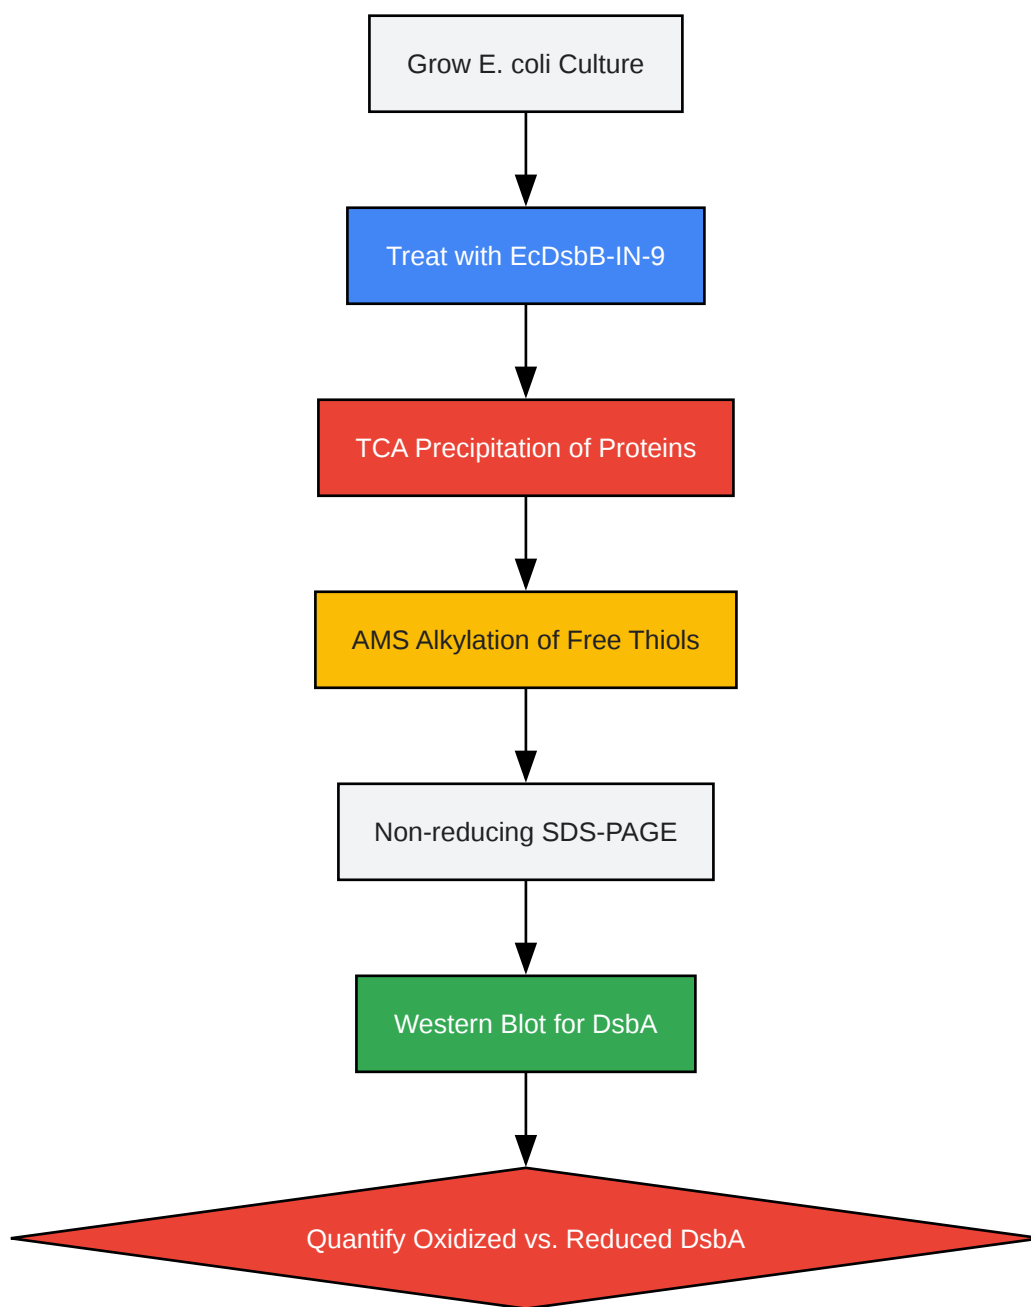 Grow E. coli Culture
Treat with EcDsbB-IN-9
TCA Precipitation of Proteins
AMS Alkylation of Free Thiols
Non-reducing SDS-PAGE
Western Blot for DsbA
Quantify Oxidized vs. Reduced DsbA